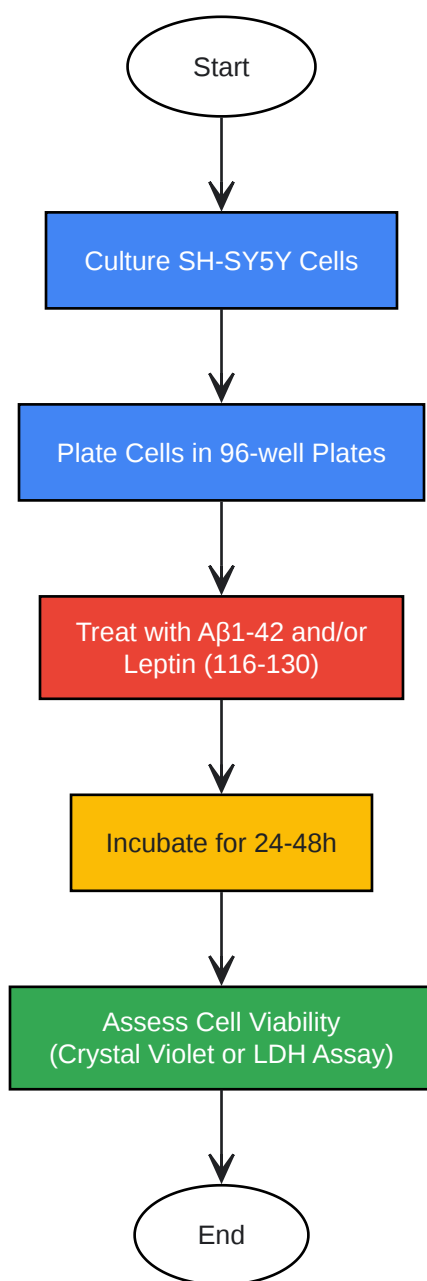 Start
Culture SH-SY5Y Cells
Plate Cells in 96-well Plates
Treat with Aβ1-42 and/or
Leptin (116-130)
Incubate for 24-48h
Assess Cell Viability
(Crystal Violet or LDH Assay)
End